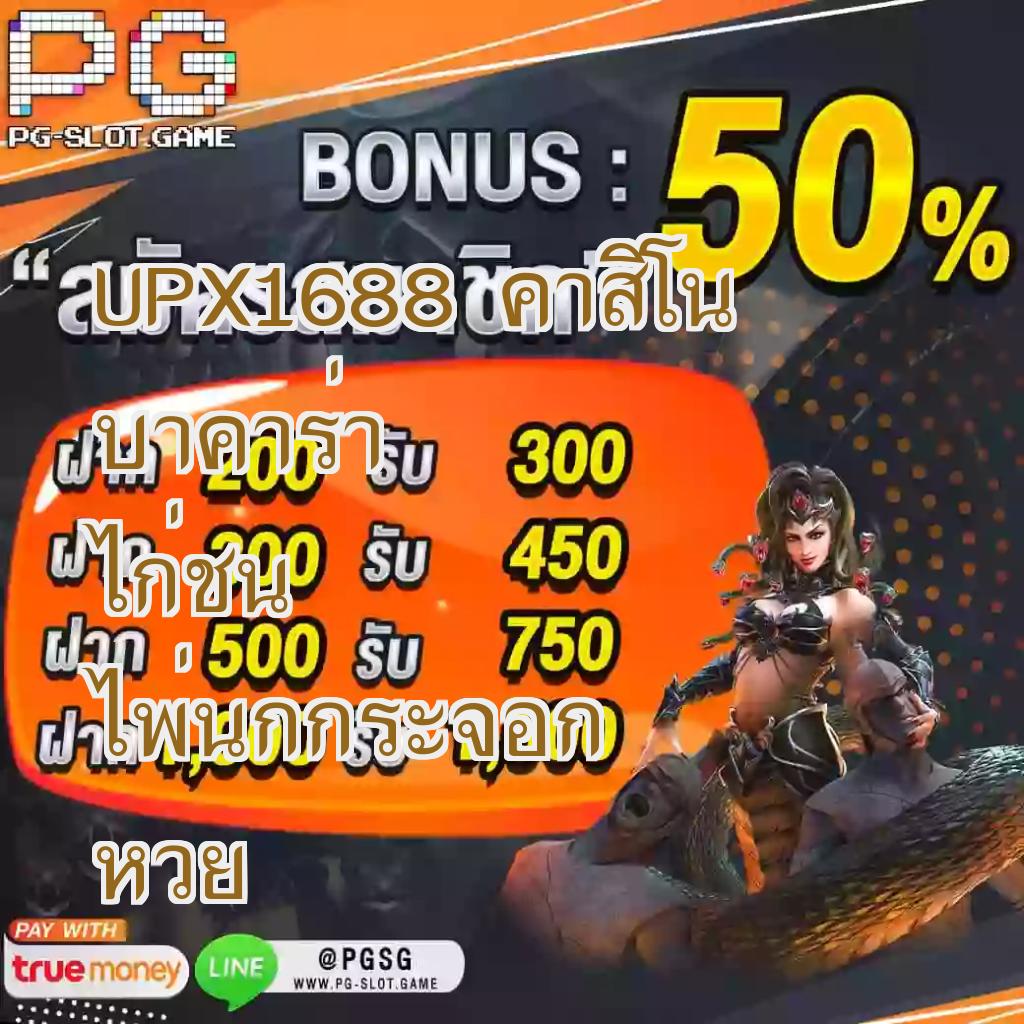 PG
PG-SLOT.GAME
BONUS : 50%
UPX1688 คาสิโน
บาคาร่า
ฝาก 200 รับ 300
ไก่ชน
ฝาก 300 รับ 450
ฝาก 500 รับ 750
ไพ่นกกระจอก
ฝาก
หวย
PAY WITH
truemoney
LINE
@PGSG
WWW.PG-SLOT.GAME